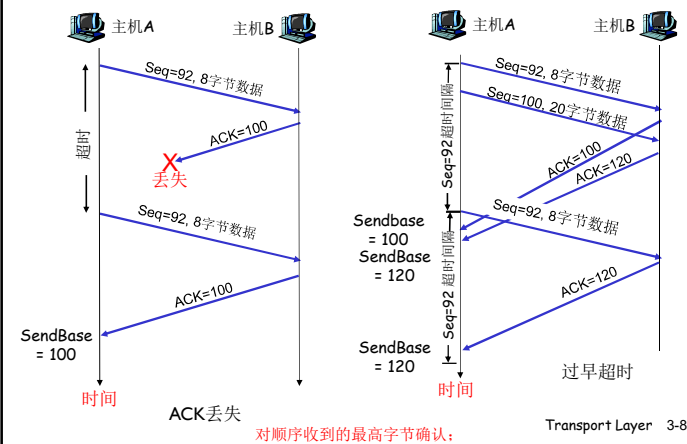 主机A
主机B
Seq=92, 8字节数据
超时
ACK=100
X
丢失
Seq=92, 8字节数据
ACK=100
SendBase
= 100
时间
ACK丢失
主机A
主机B
Seq=92, 8字节数据
Seq=100, 20字节数据
Seq=92超时间隔
ACK=100
ACK=120
Seq=92, 8字节数据
Sendbase
= 100
SendBase
= 120
Seq=92 超时间隔
ACK=120
SendBase
= 120
过早超时
时间
对顺序收到的最高字节确认；
Transport Layer 3-8